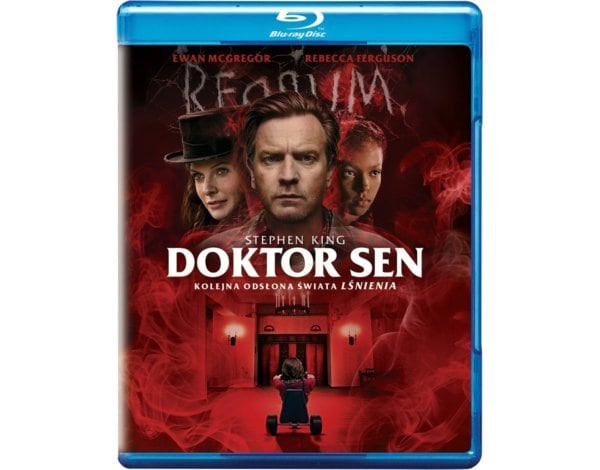 Blu-ray Disc
EWAN MCGREGOR REBECCA FERGUSON
REDRUM
STEPHEN KING
DOKTOR SEN
KOLEJNA ODSŁONA ŚWIATA LŚNIENIA